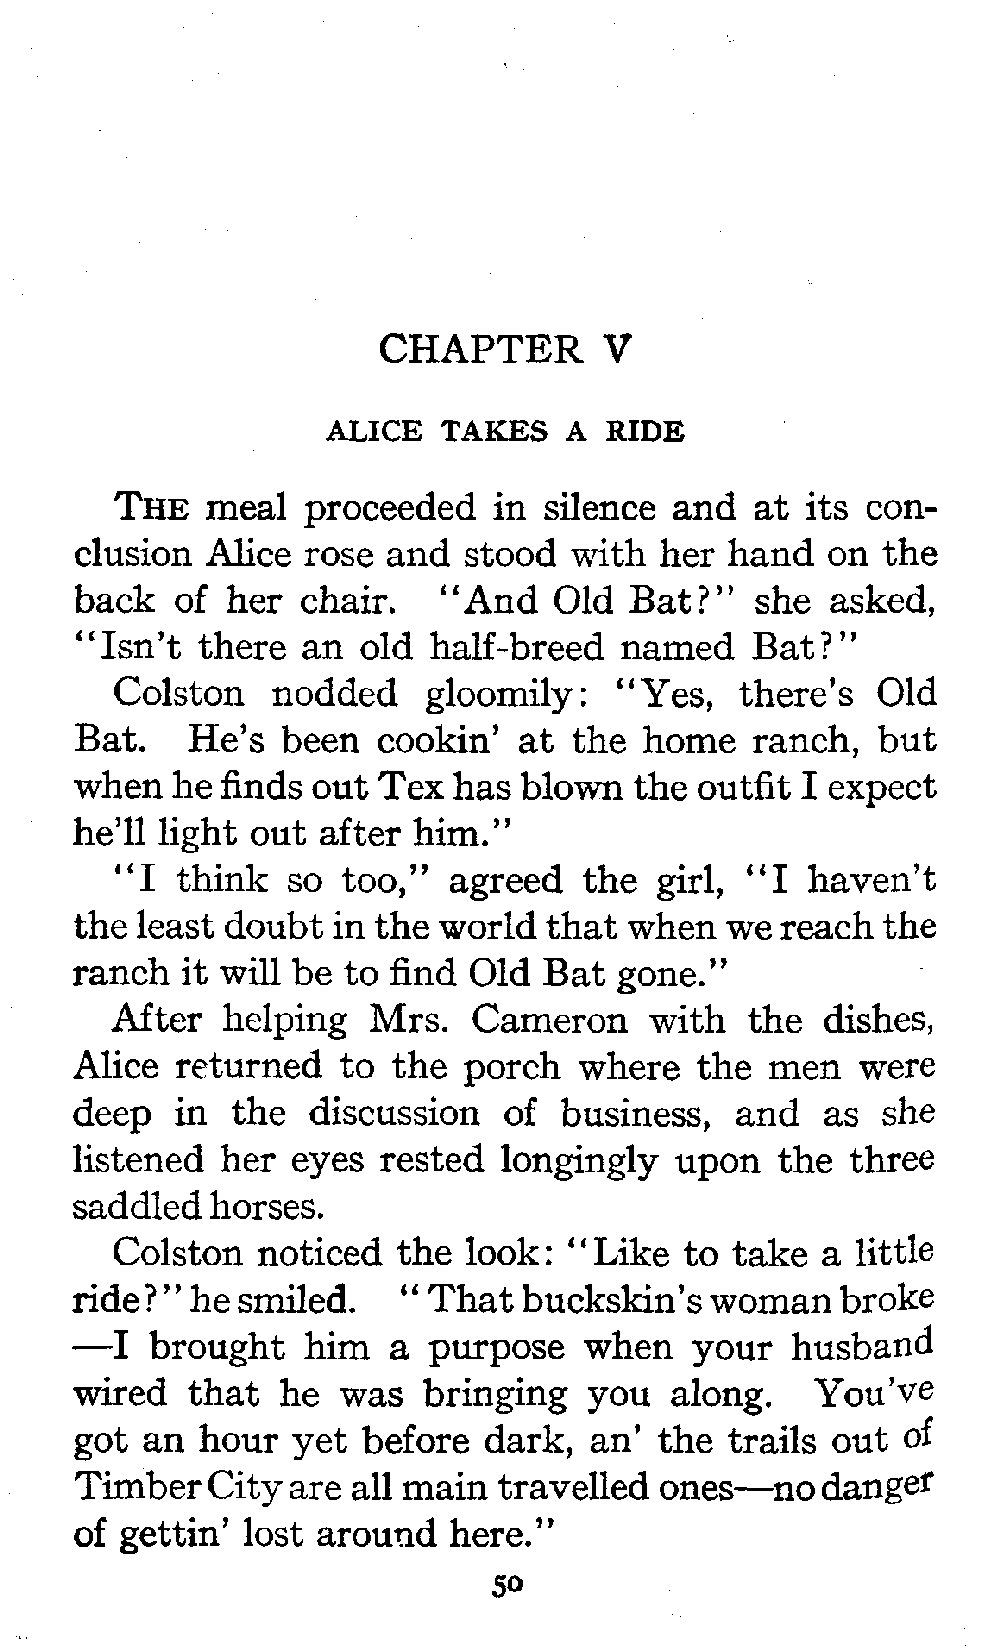 CHAPTER V
ALICE TAKES A RIDE
THE meal proceeded in silence and at its con-
clusion Alice rose and stood with her hand on the
back of her chair. "And Old Bat?" she asked,
"Isn't there an old half-breed named Bat?"
Colston nodded gloomily: "Yes, there's Old
Bat. He's been cookin' at the home ranch, but
when he finds out Tex has blown the outfit I expect
he'll light out after him."
"I think so too," agreed the girl, "I haven't
the least doubt in the world that when we reach the
ranch it will be to find Old Bat gone."
After helping Mrs. Cameron with the dishes,
Alice returned to the porch where the men were
deep in the discussion of business, and as she
listened her eyes rested longingly upon the three
saddled horses.
Colston noticed the look: "Like to take a little
ride?" he smiled. "That buckskin's woman broke
—I brought him a purpose when your husband
wired that he was bringing you along. You've
got an hour yet before dark, an' the trails out of
Timber City are all main travelled ones—no danger
of gettin' lost around here."
50